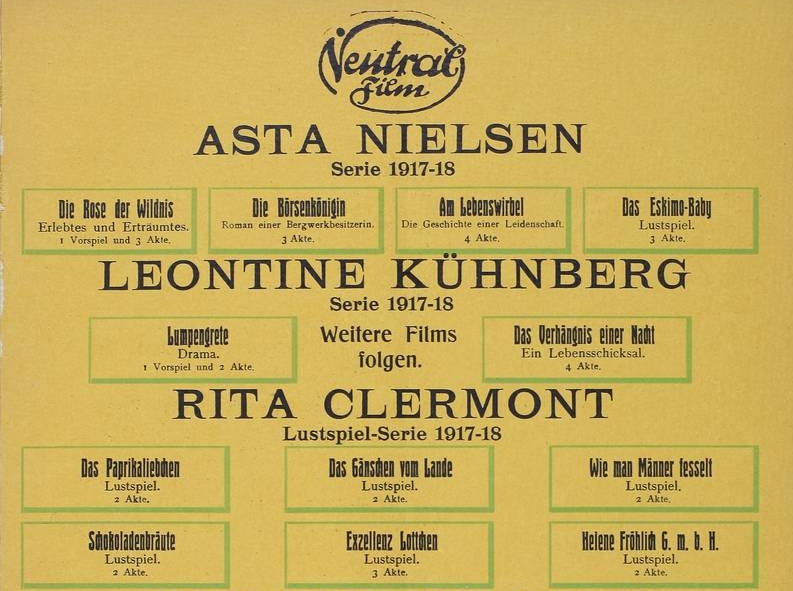 Neutral
Film
ASTA NIELSEN
Serie 1917-18
Die Rose der Wildnis
Erlebtes und Erträumtes.
1 Vorspiel und 3 Akte.
Die Börsenkönigin
Roman einer Bergwerkbesitzerin.
3 Akte.
Am Lebenswirbel
Die Geschichte einer Leidenschaft.
4 Akte.
Das Eskimo-Baby
Lustspiel.
3 Akte.
LEONTINE KÜHNBERG
Serie 1917-18
Lumpengrete
Drama.
1 Vorspiel und 2 Akte.
Weitere Films
folgen.
Das Verhängnis einer Nacht
Ein Lebensschicksal.
4 Akte.
RITA CLERMONT
Lustspiel-Serie 1917-18
Das Paprikaliebchen
Lustspiel.
2 Akte.
Das Gänschen vom Lande
Lustspiel.
2 Akte.
Wie man Männer fesselt
Lustspiel.
2 Akte.
Schokoladenbräute
Lustspiel.
2 Akte.
Exzellenz Lottchen
Lustspiel.
3 Akte.
Helene Fröhlich G. m. b. H.
Lustspiel.
2 Akte.